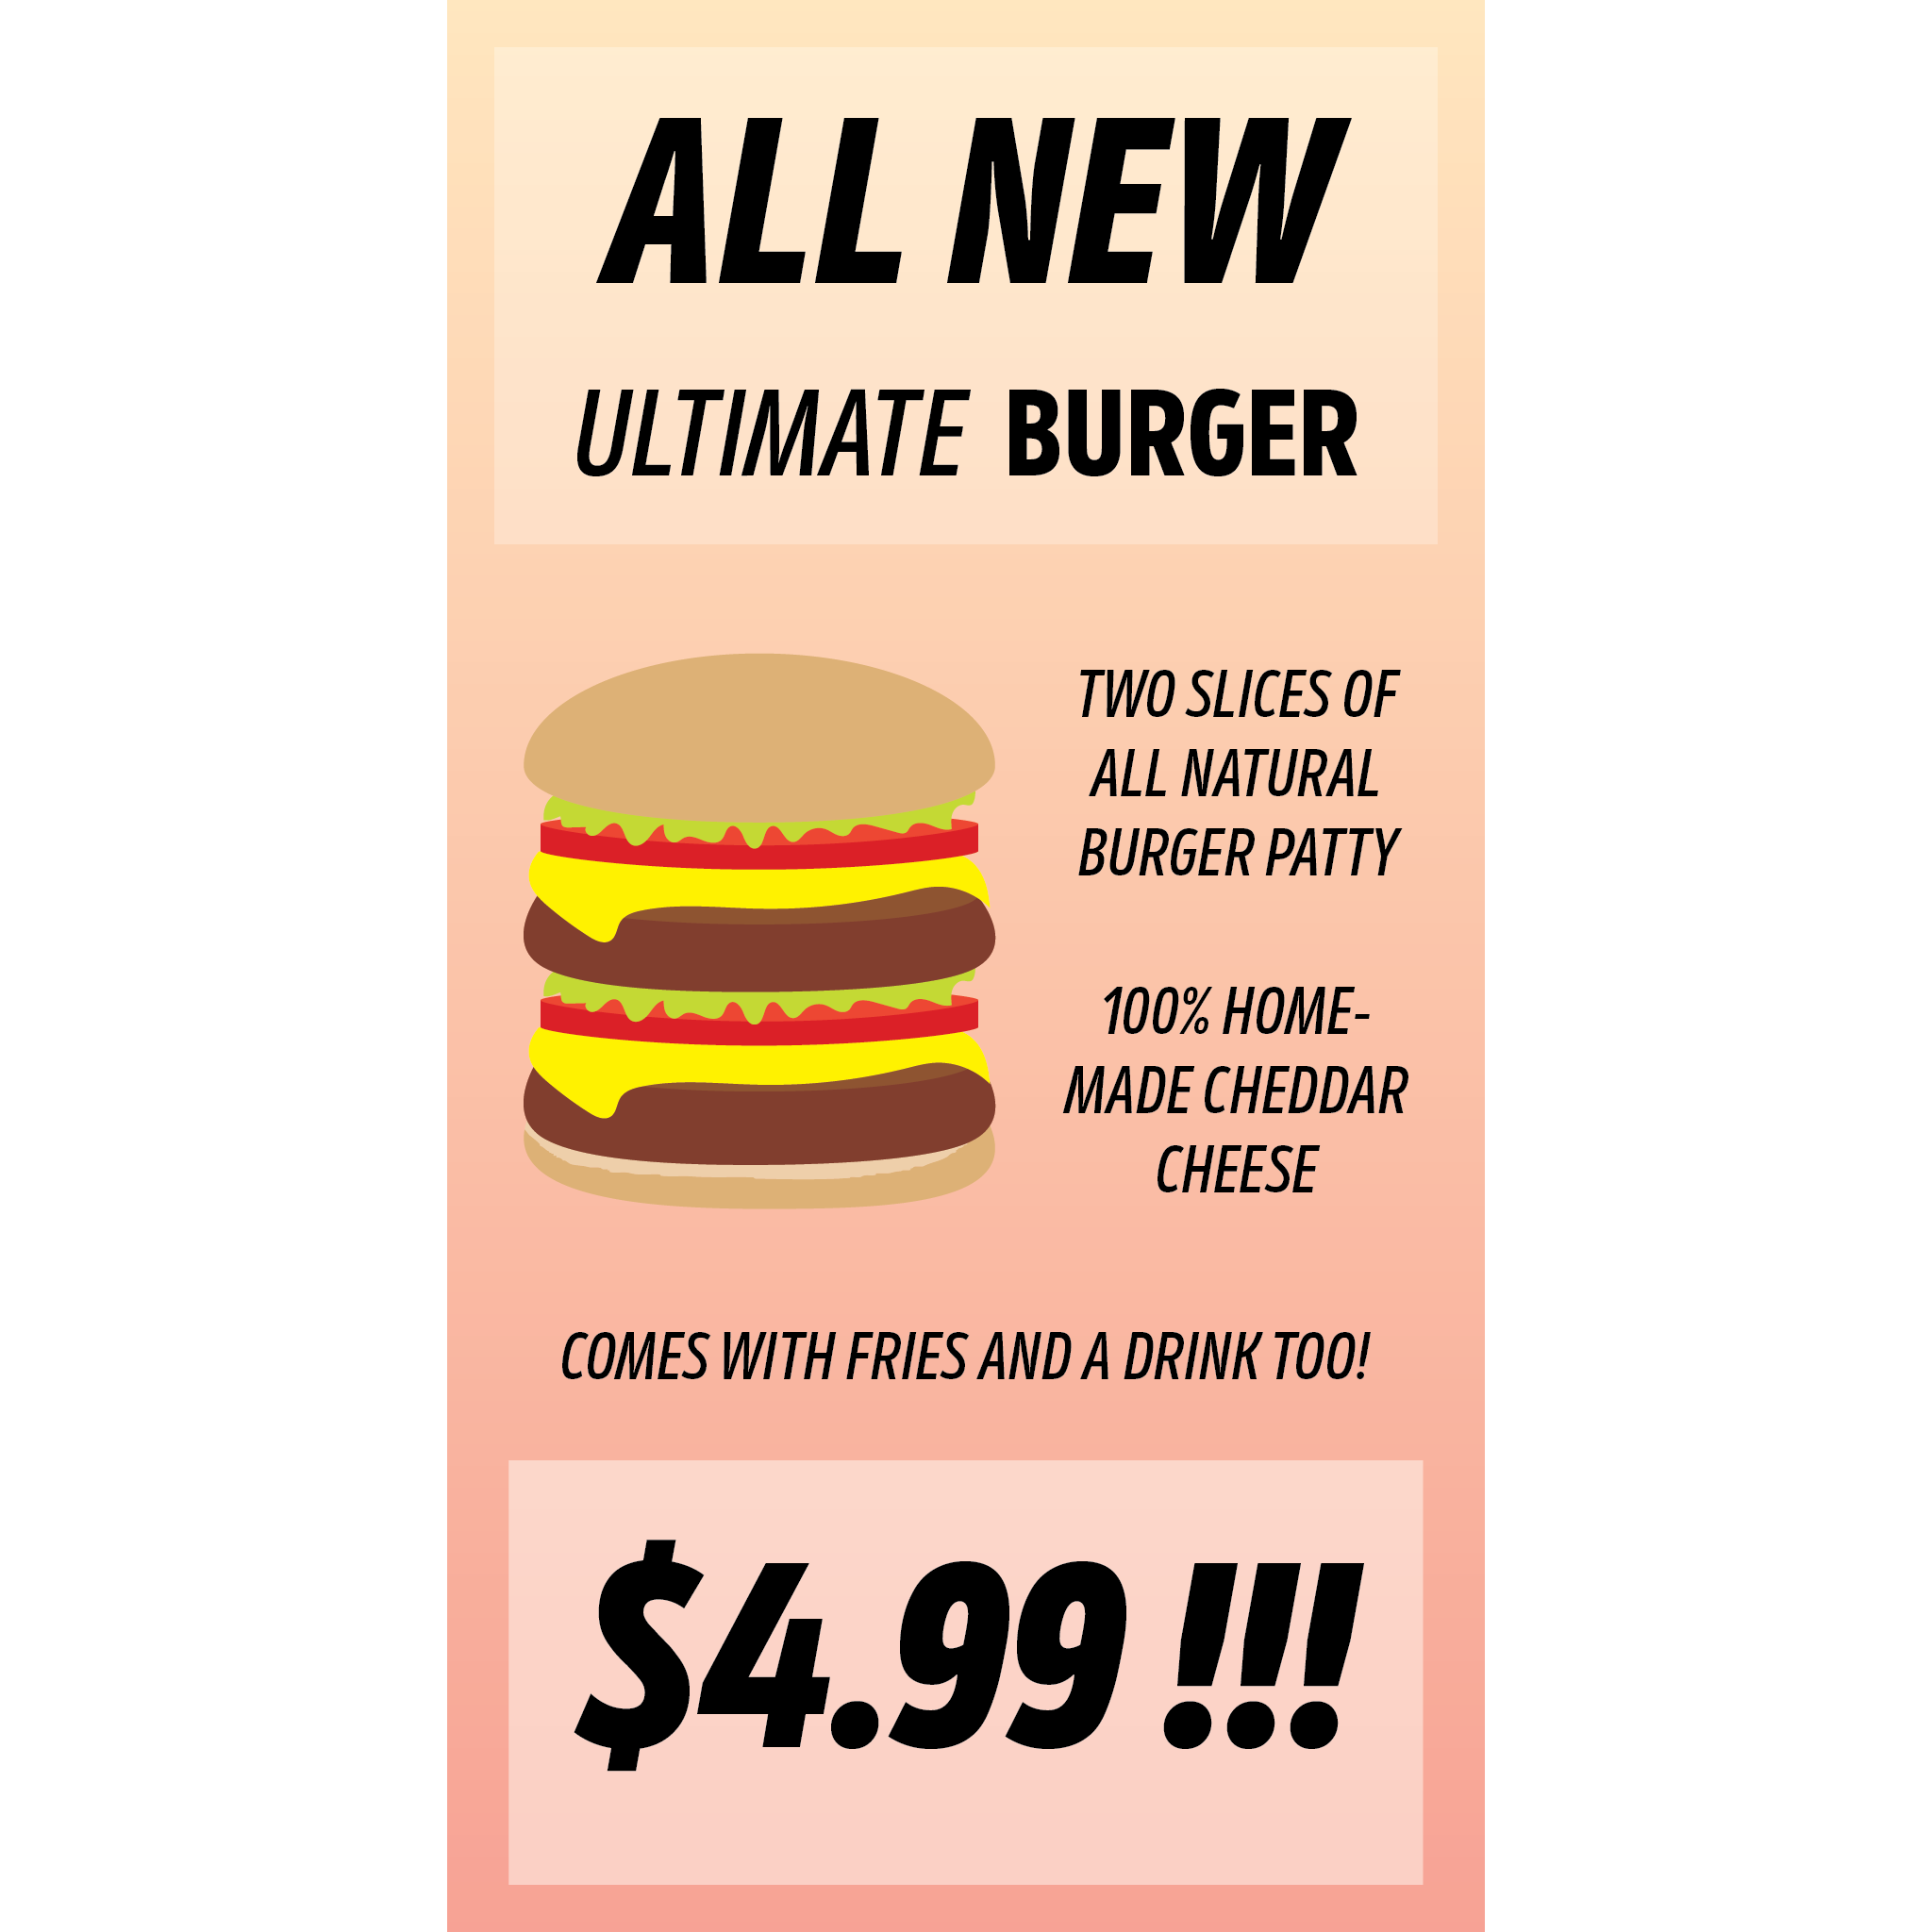 ALL NEW
ULTIMATE BURGER
TWO SLICES OF
ALL NATURAL
BURGER PATTY
100% HOME-
MADE CHEDDAR
CHEESE
COMES WITH FRIES AND A DRINK TOO!
$4.99 !!!